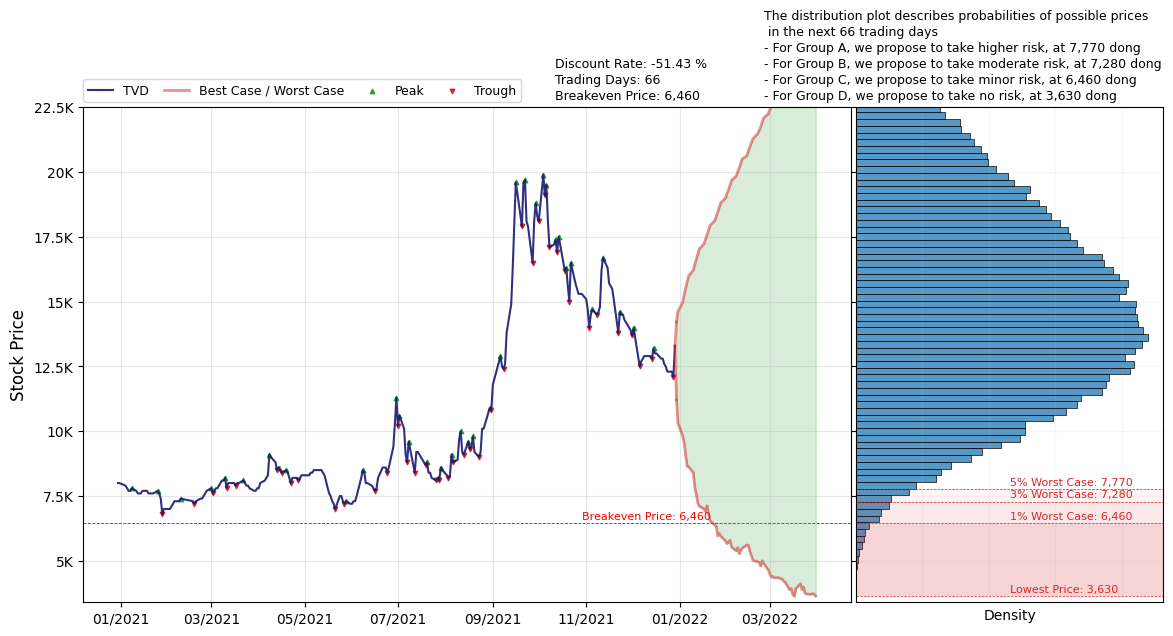 The distribution plot describes probabilities of possible prices
in the next 66 trading days
- For Group A, we propose to take higher risk, at 7,770 dong
- For Group B, we propose to take moderate risk, at 7,280 dong
- For Group C, we propose to take minor risk, at 6,460 dong
- For Group D, we propose to take no risk, at 3,630 dong
Discount Rate: -51.43 %
Trading Days: 66
Breakeven Price: 6,460
TVD
Best Case / Worst Case
Peak
Trough
Stock Price
22.5K
20K
17.5K
15K
12.5K
10K
7.5K
5K
Breakeven Price: 6,460
01/2021
03/2021
05/2021
07/2021
09/2021
11/2021
01/2022
03/2022
5% Worst Case: 7,770
3% Worst Case: 7,280
1% Worst Case: 6,460
Lowest Price: 3,630
Density